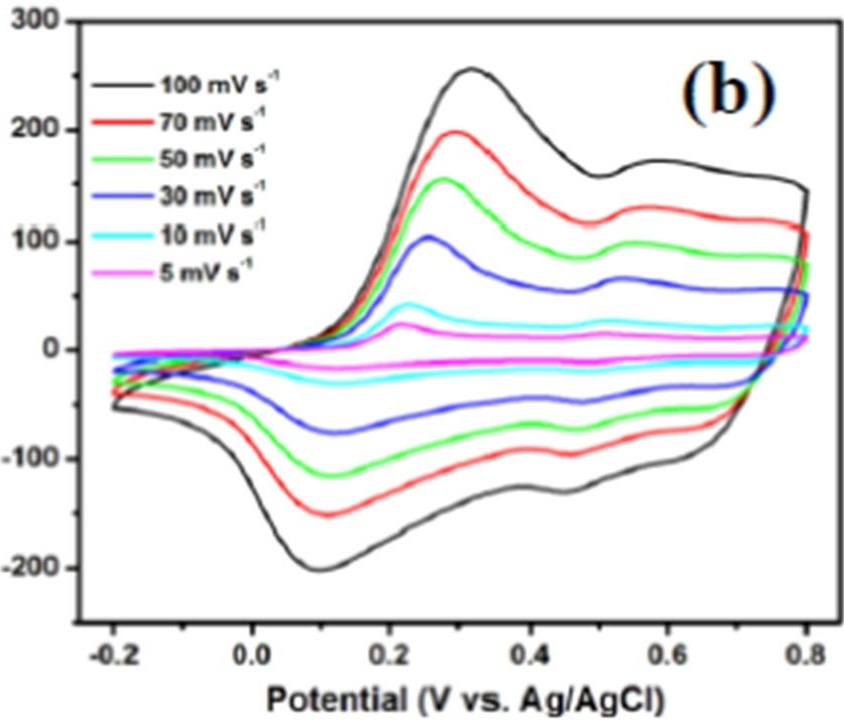 300
200
100
0
-100
-200
100 mV s⁻¹
70 mV s⁻¹
50 mV s⁻¹
30 mV s⁻¹
10 mV s⁻¹
5 mV s⁻¹
(b)
-0.2 0.0 0.2 0.4 0.6 0.8
Potential (V vs. Ag/AgCl)